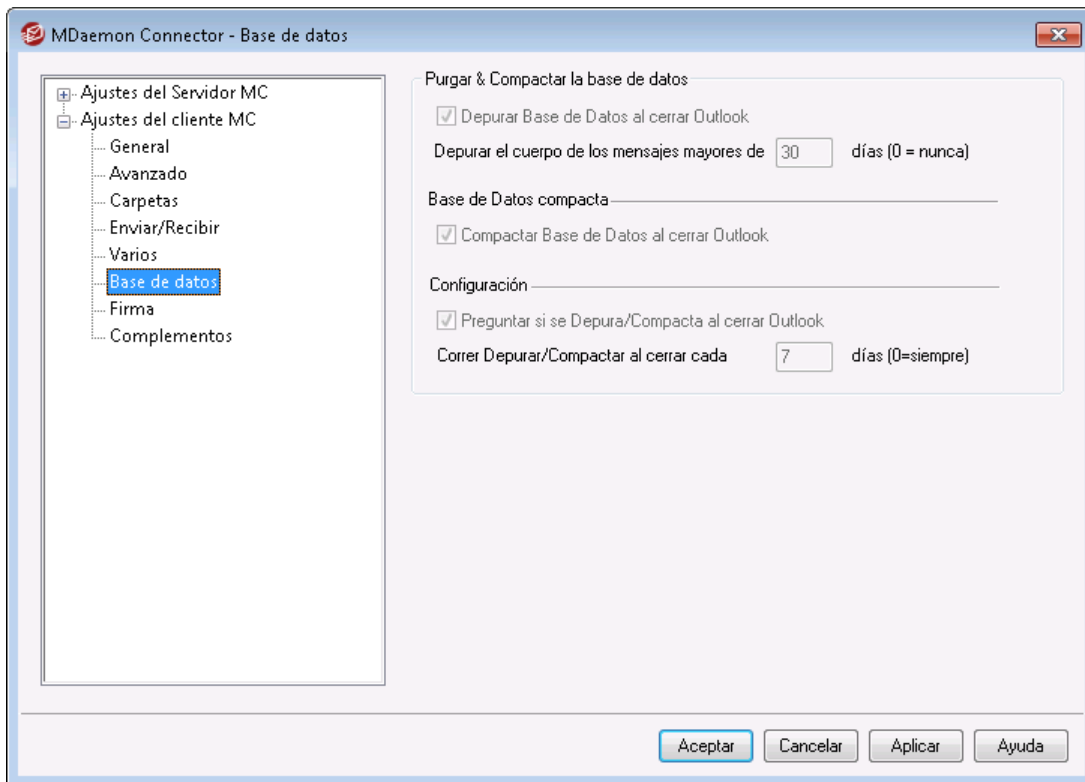 MDaemon Connector - Base de datos
Ajustes del Servidor MC
Ajustes del cliente MC
General
Avanzado
Carpetas
Enviar/Recibir
Varios
Base de datos
Firma
Complementos
Purgar & Compactar la base de datos
Depurar Base de Datos al cerrar Outlook
Depurar el cuerpo de los mensajes mayores de 30 días (0 = nunca)
Base de Datos compacta
Compactar Base de Datos al cerrar Outlook
Configuración
Preguntar si se Depura/Compacta al cerrar Outlook
Correr Depurar/Compactar al cerrar cada 7 días (0=siempre)
Aceptar Cancelar Aplicar Ayuda